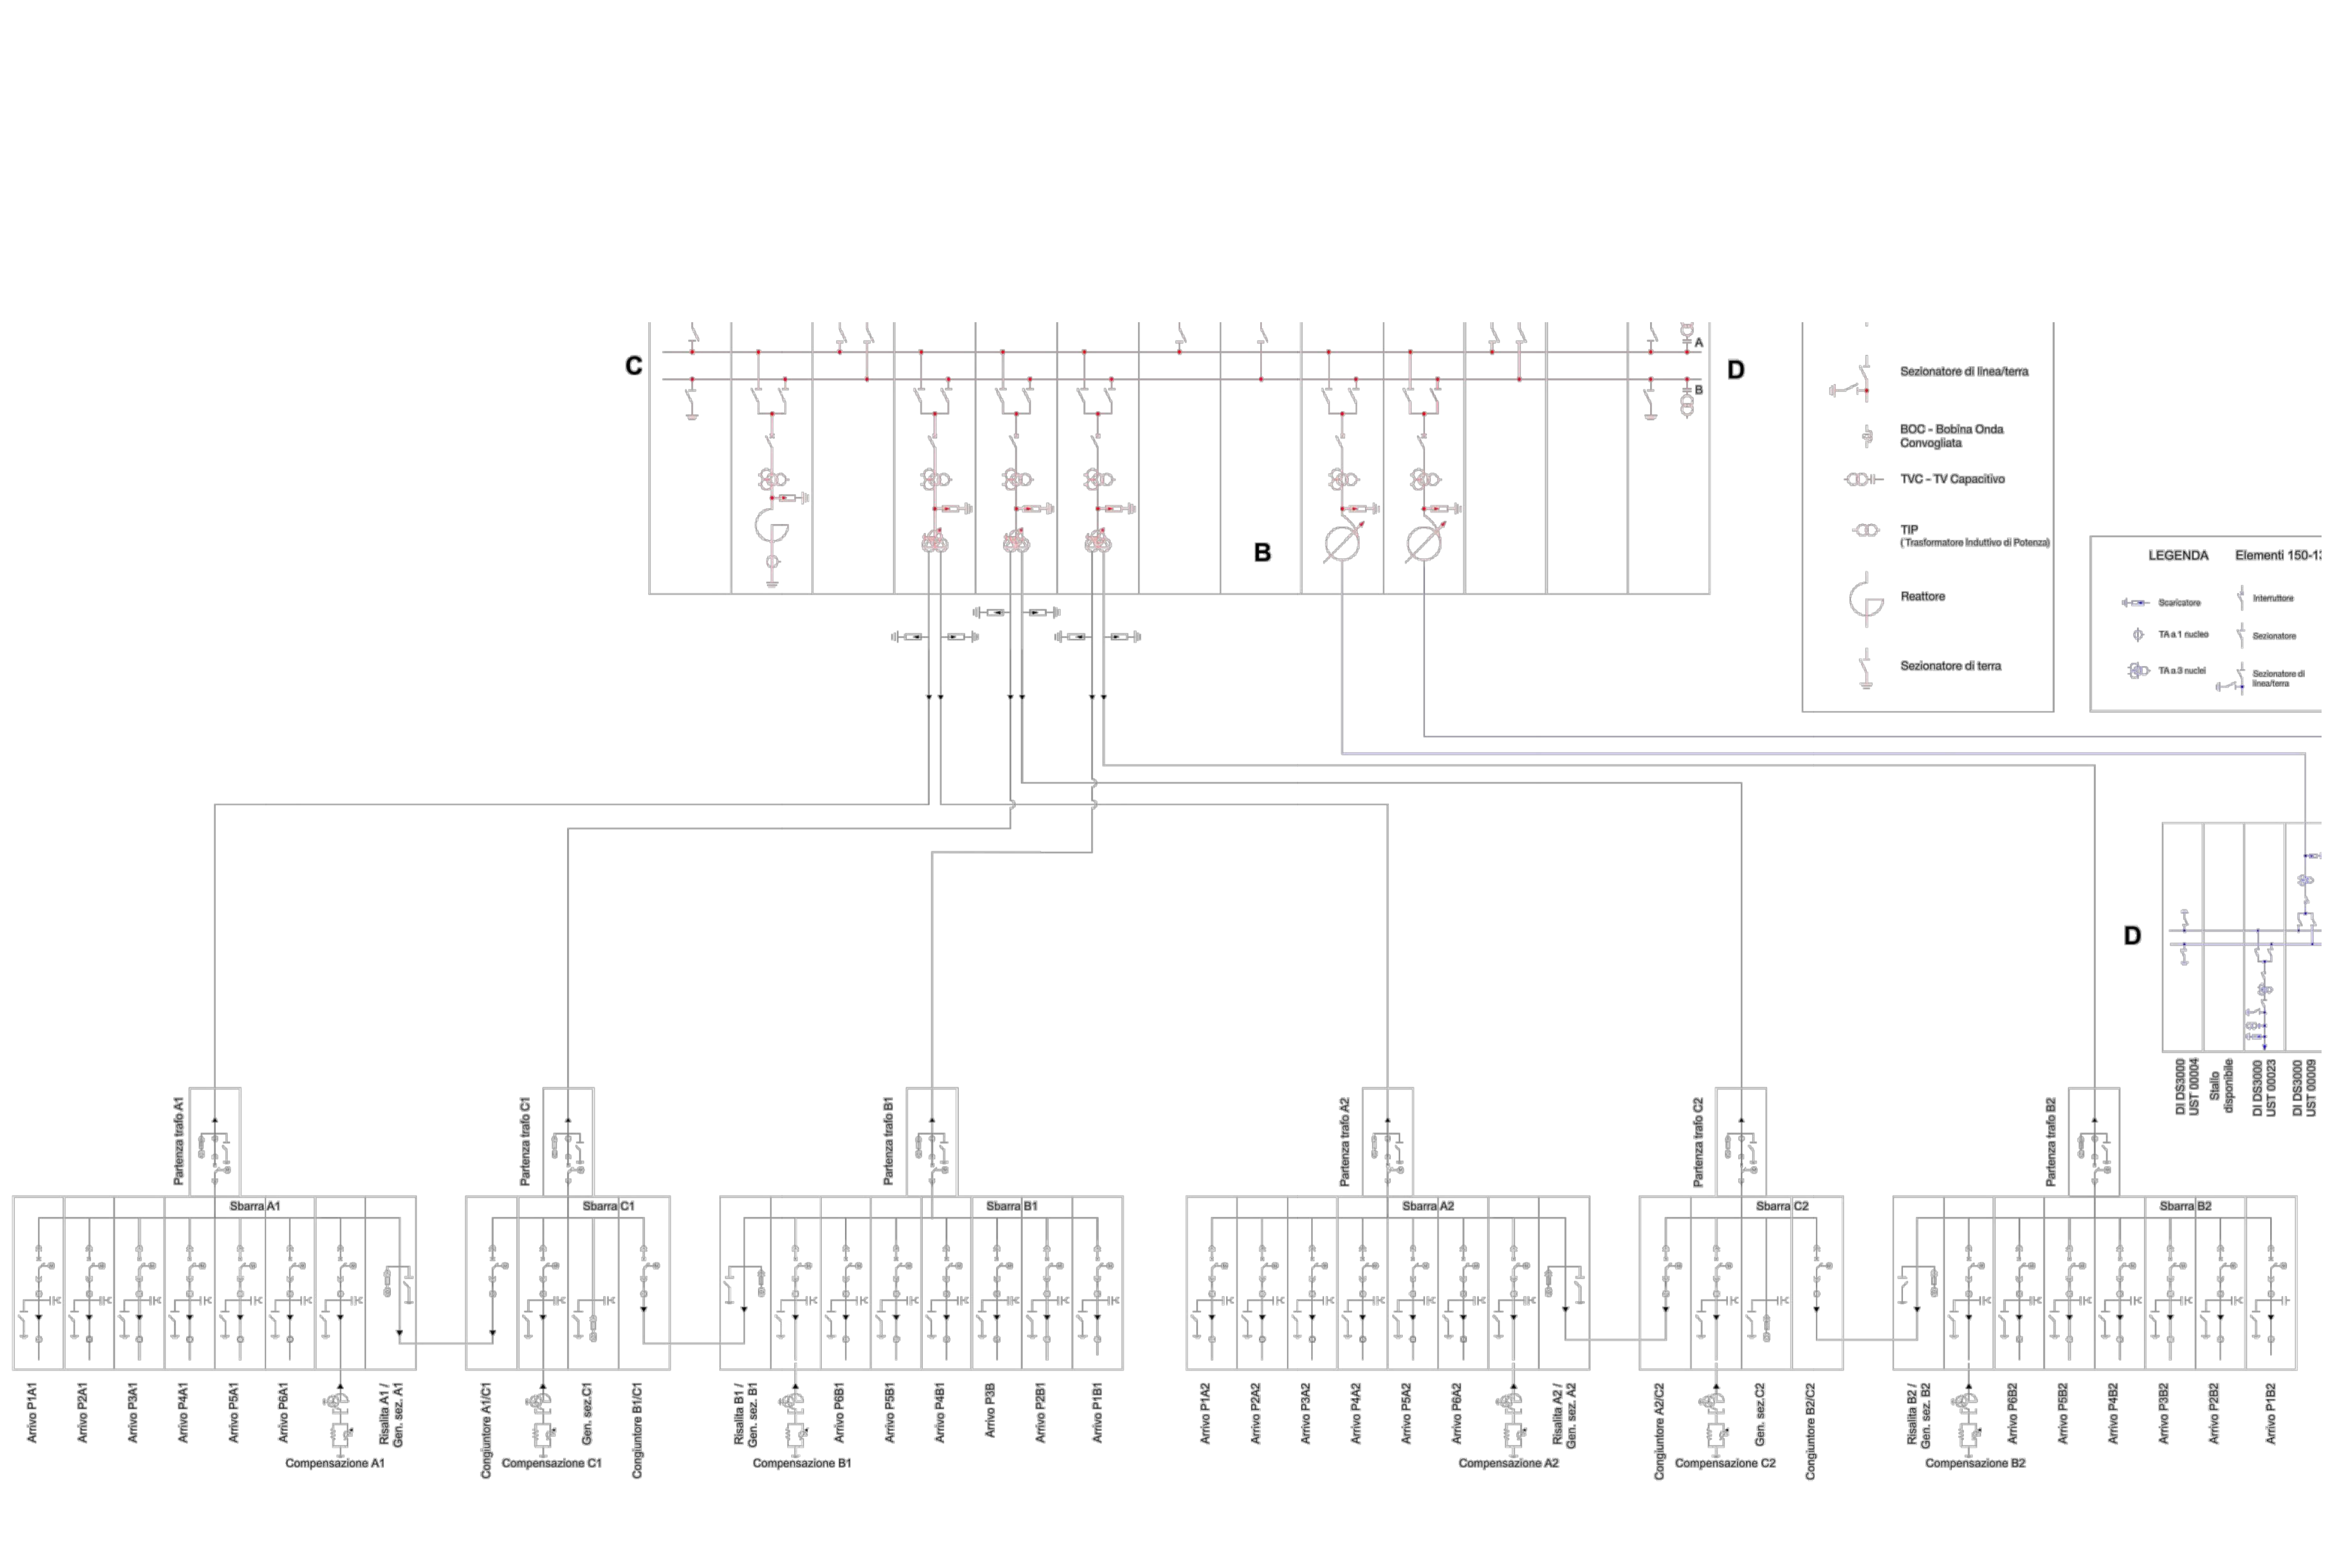 A
C
D
B
Sezionatore di linea/terra
BOC - Bobina Onda
Convogliata
TVC - TV Capacitivo
TIP
(Trasformatore Induttivo di Potenza)
Reattore
Sezionatore di terra
B
LEGENDA
Elementi 150-13
Scaricatore
Interruttore
TA a 1 nucleo
Sezionatore
TA a 3 nuclei
Sezionatore di
linea/terra
D
DI DS3000
UST 00004
Stallo
disponibile
DI DS3000
UST 00023
DI DS3000
UST 00009
Partenza trafo A1
Partenza trafo C1
Partenza trafo B1
Partenza trafo A2
Partenza trafo C2
Partenza trafo B2
Sbarra A1
Sbarra C1
Sbarra B1
Sbarra A2
Sbarra C2
Sbarra B2
Arrivo P1A1
Arrivo P2A1
Arrivo P3A1
Arrivo P4A1
Arrivo P5A1
Arrivo P6A1
Compensazione A1
Risalita A1 /
Gen. sez. A1
Congiuntore A1/C1
Compensazione C1
Gen. sez.C1
Congiuntore B1/C1
Risalita B1 /
Gen. sez. B1
Compensazione B1
Arrivo P6B1
Arrivo P5B1
Arrivo P4B1
Arrivo P3B
Arrivo P2B1
Arrivo P1B1
Arrivo P1A2
Arrivo P2A2
Arrivo P3A2
Arrivo P4A2
Arrivo P5A2
Arrivo P6A2
Compensazione A2
Risalita A2 /
Gen. sez. A2
Congiuntore A2/C2
Compensazione C2
Gen. sez.C2
Congiuntore B2/C2
Risalita B2 /
Gen. sez. B2
Compensazione B2
Arrivo P6B2
Arrivo P5B2
Arrivo P4B2
Arrivo P3B2
Arrivo P2B2
Arrivo P1B2